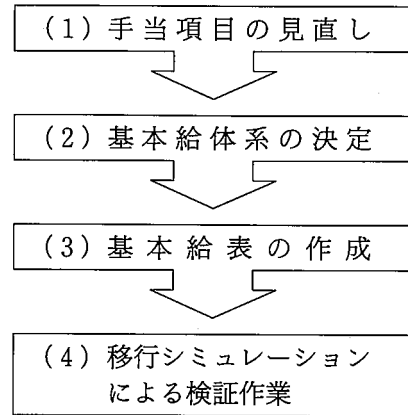 (1)手当項目の見直し
(2)基本給体系の決定
(3)基本給表の作成
(4)移行シミュレーション
による検証作業